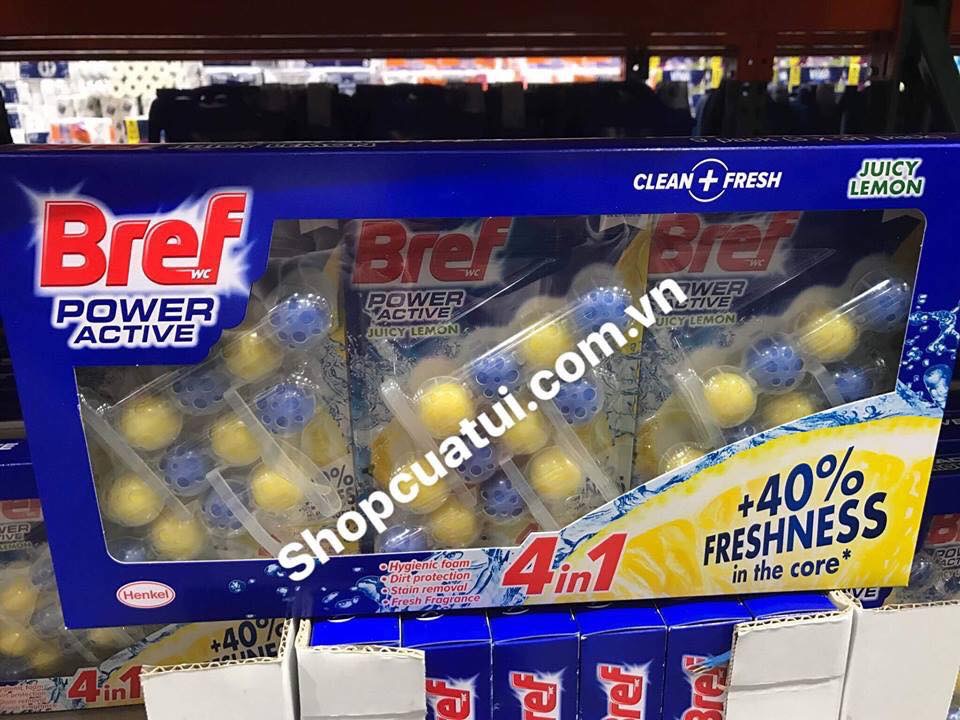 CLEAN + FRESH
JUICY
LEMON
Bref
WC
POWER
ACTIVE
Bref
WC
POWER
ACTIVE
JUICY LEMON
Bref
WC
POWER
ACTIVE
JUICY LEMON
Shopcuatui.com.vn
+40%
FRESHNESS
in the core*
4in1
• Hygienic foam
• Dirt protection
• Stain removal
• Fresh Fragrance
Henkel
+40%
4in1
Bref
Bref
Bref
Bref